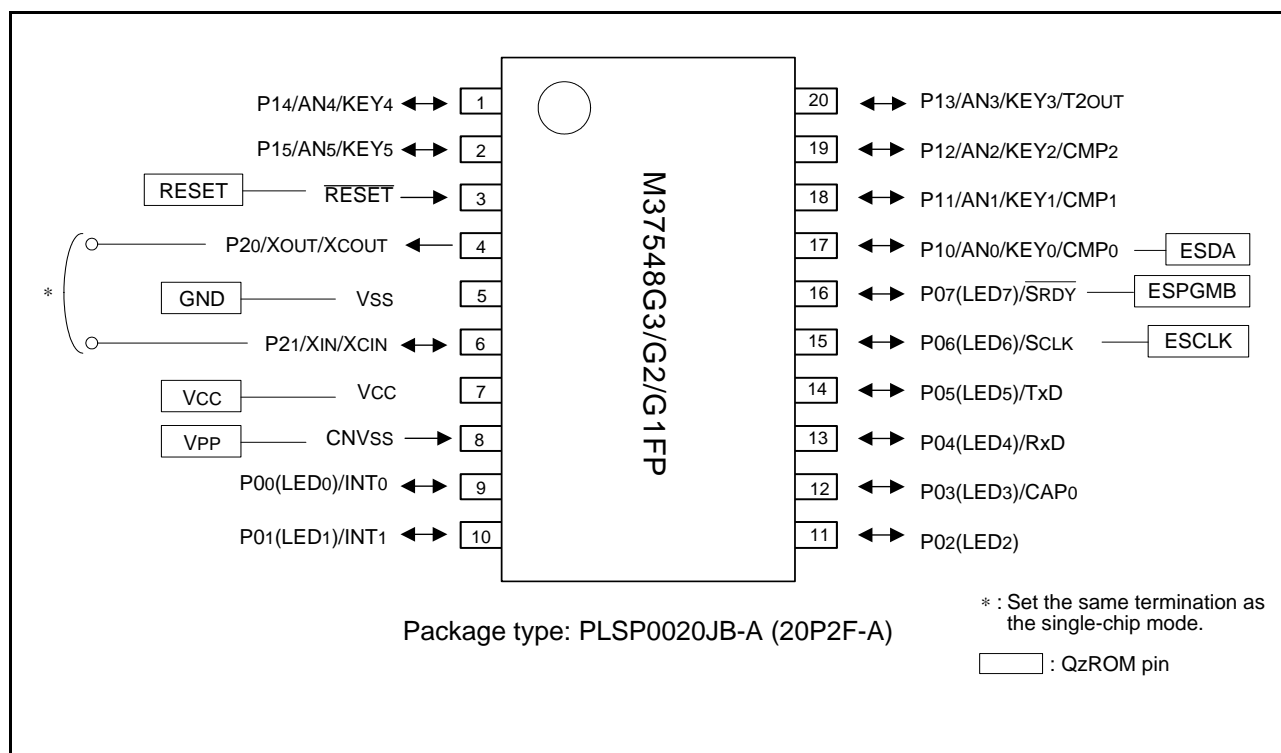 P14/AN4/KEY4 1 20 P13/AN3/KEY3/T2OUT
P15/AN5/KEY5 2 19 P12/AN2/KEY2/CMP2
RESET RESET 3 18 P11/AN1/KEY1/CMP1
P20/XOUT/XCOUT 4 17 P10/AN0/KEY0/CMP0 ESDA
* GND VSS 5 16 P07(LED7)/SRDY ESPGMB
P21/XIN/XCIN 6 15 P06(LED6)/SCLK ESCLK
VCC VCC 7 14 P05(LED5)/TxD
VPP CNVSS 8 13 P04(LED4)/RxD
P00(LED0)/INT0 9 12 P03(LED3)/CAP0
P01(LED1)/INT1 10 11 P02(LED2)
M37548G3/G2/G1FP
Package type: PLSP0020JB-A (20P2F-A)
* : Set the same termination as
the single-chip mode.
: QzROM pin